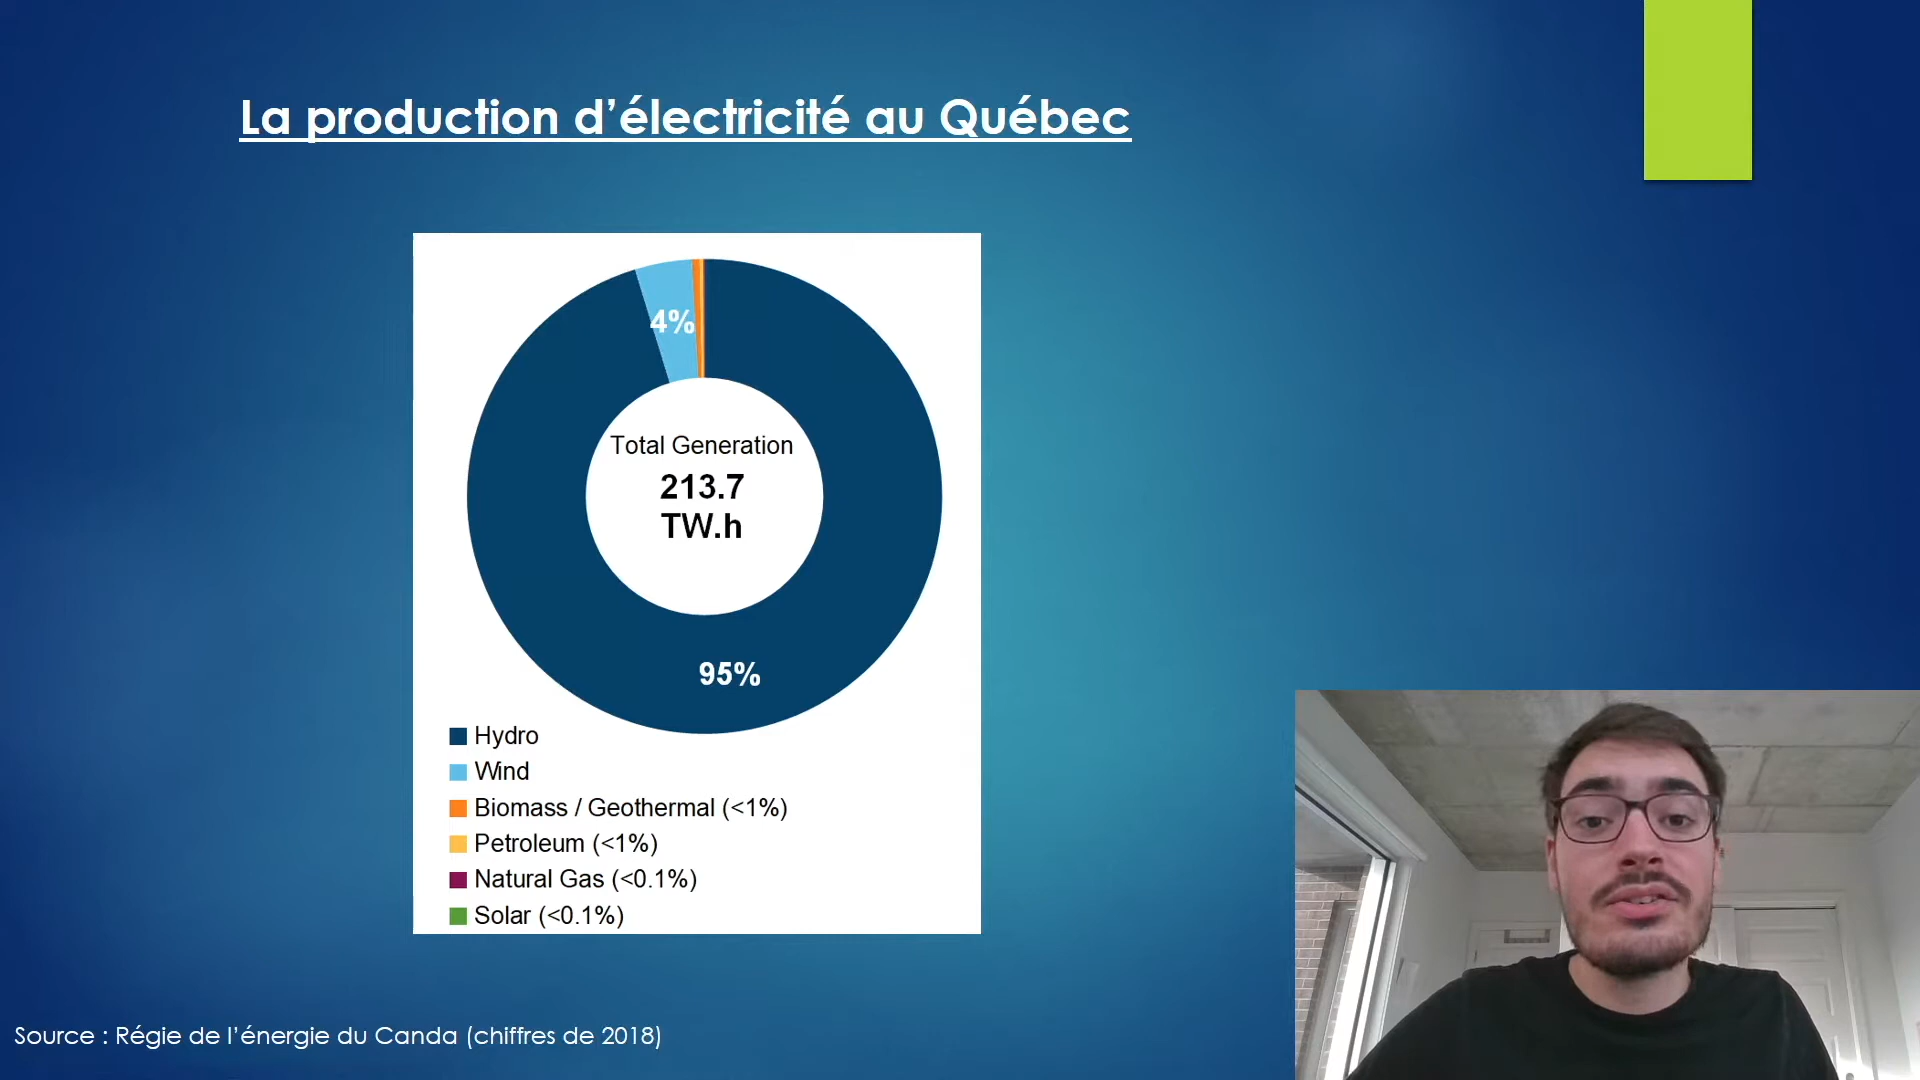 La production d’électricité au Québec
4%
Total Generation
213.7
TW.h
95%
Hydro
Wind
Biomass / Geothermal (<1%)
Petroleum (<1%)
Natural Gas (<0.1%)
Solar (<0.1%)
Source : Régie de l’énergie du Canda (chiffres de 2018)